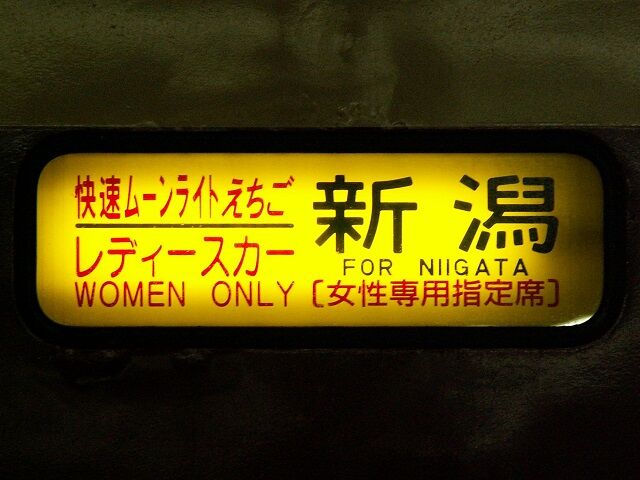 快速ムーンライトえちご
レディースカー
WOMEN ONLY
新潟
FOR NIIGATA
〔女性専用指定席〕